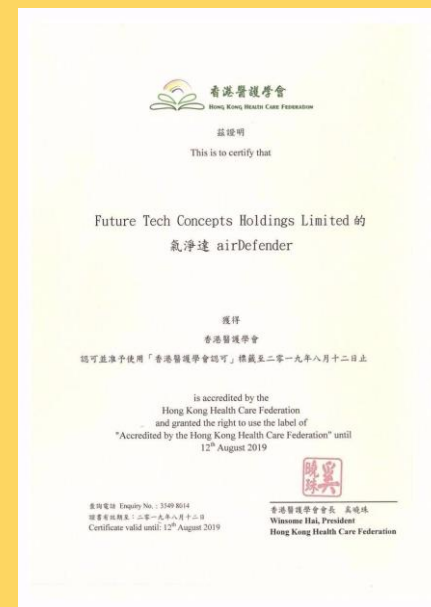 香港醫護學會
HONG KONG HEALTH CARE FEDERATION
茲證明
This is to certify that
Future Tech Concepts Holdings Limited 的
氣淨達 airDefender
獲得
香港醫護學會
認可並准予使用「香港醫護學會認可」標籤至二零一九年八月十二日止
is accredited by the
Hong Kong Health Care Federation
and granted the right to use the label of
"Accredited by the Hong Kong Health Care Federation" until
12th August 2019
查詢電話 Enquiry No. : 3549 8614
證書有效期至：二零一九年八月十二日
Certificate valid until: 12th August 2019
香港醫護學會會長 奚曉珠
Winsome Hai, President
Hong Kong Health Care Federation